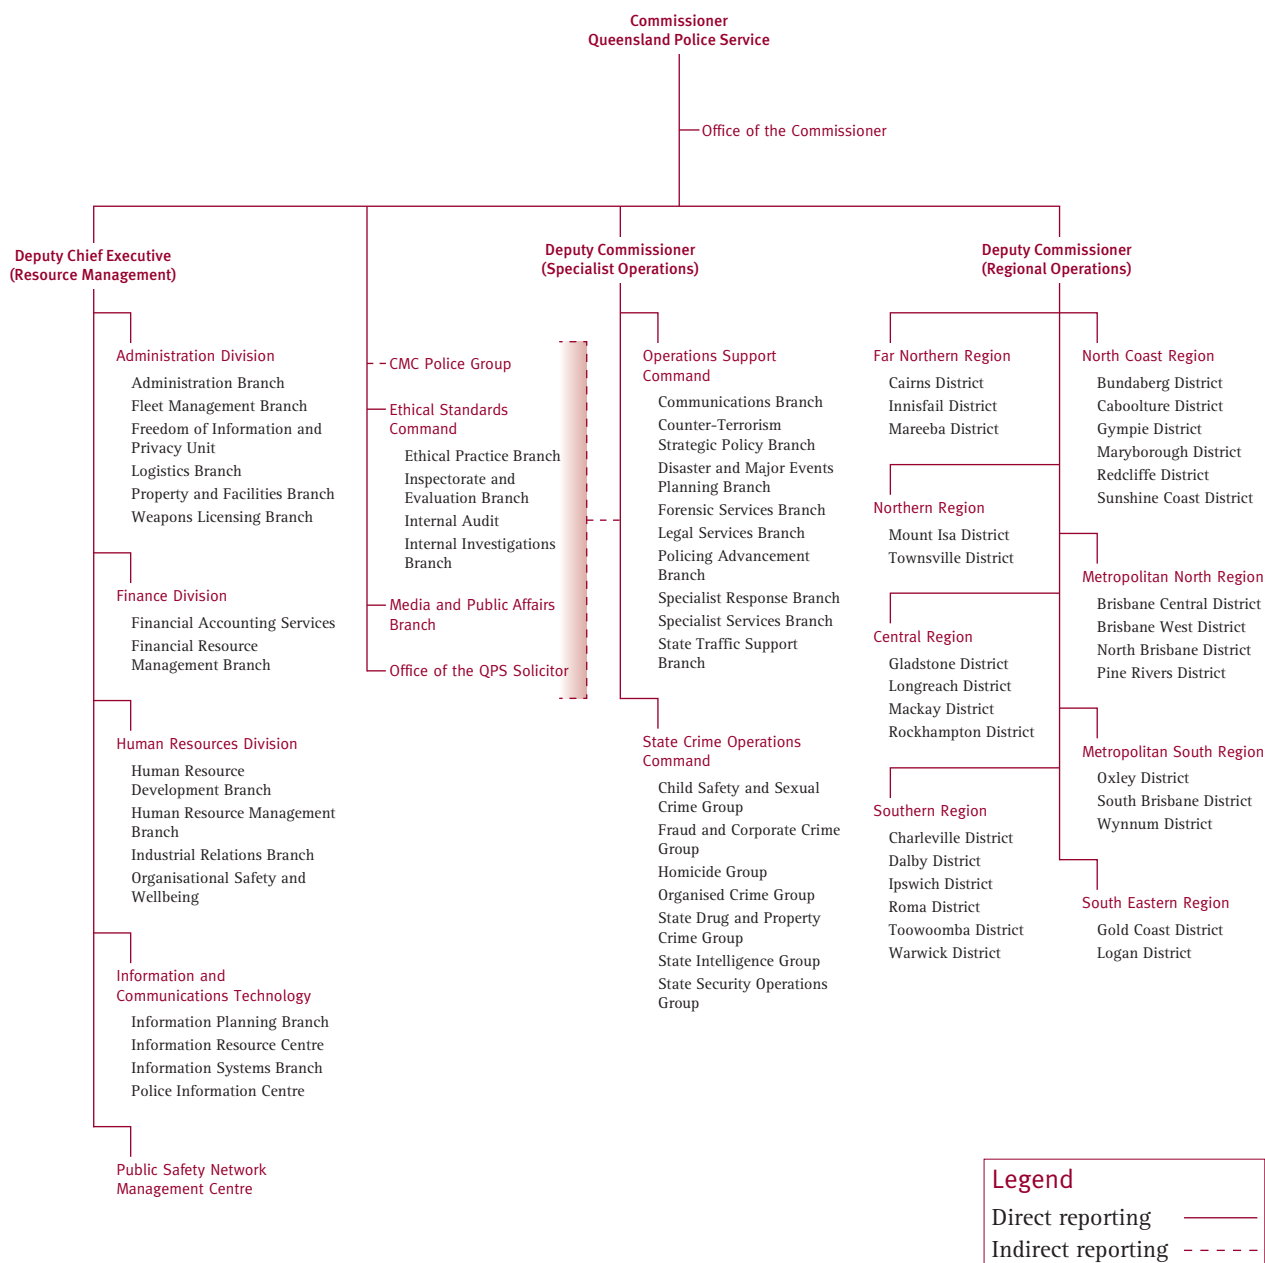 Commissioner
Queensland Police Service
Office of the Commissioner
Deputy Chief Executive
(Resource Management)
Administration Division
Administration Branch
Fleet Management Branch
Freedom of Information and
Privacy Unit
Logistics Branch
Property and Facilities Branch
Weapons Licensing Branch
Finance Division
Financial Accounting Services
Financial Resource
Management Branch
Human Resources Division
Human Resource
Development Branch
Human Resource Management
Branch
Industrial Relations Branch
Organisational Safety and
Wellbeing
Information and
Communications Technology
Information Planning Branch
Information Resource Centre
Information Systems Branch
Police Information Centre
Public Safety Network
Management Centre
CMC Police Group
Ethical Standards
Command
Ethical Practice Branch
Inspectorate and
Evaluation Branch
Internal Audit
Internal Investigations
Branch
Media and Public Affairs
Branch
Office of the QPS Solicitor
Deputy Commissioner
(Specialist Operations)
Operations Support
Command
Communications Branch
Counter-Terrorism
Strategic Policy Branch
Disaster and Major Events
Planning Branch
Forensic Services Branch
Legal Services Branch
Policing Advancement
Branch
Specialist Response Branch
Specialist Services Branch
State Traffic Support
Branch
State Crime Operations
Command
Child Safety and Sexual
Crime Group
Fraud and Corporate Crime
Group
Homicide Group
Organised Crime Group
State Drug and Property
Crime Group
State Intelligence Group
State Security Operations
Group
Deputy Commissioner
(Regional Operations)
Far Northern Region
Cairns District
Innisfail District
Mareeba District
Northern Region
Mount Isa District
Townsville District
Central Region
Gladstone District
Longreach District
Mackay District
Rockhampton District
Southern Region
Charleville District
Dalby District
Ipswich District
Roma District
Toowoomba District
Warwick District
North Coast Region
Bundaberg District
Caboolture District
Gympie District
Maryborough District
Redcliffe District
Sunshine Coast District
Metropolitan North Region
Brisbane Central District
Brisbane West District
North Brisbane District
Pine Rivers District
Metropolitan South Region
Oxley District
South Brisbane District
Wynnum District
South Eastern Region
Gold Coast District
Logan District
Legend
Direct reporting
Indirect reporting